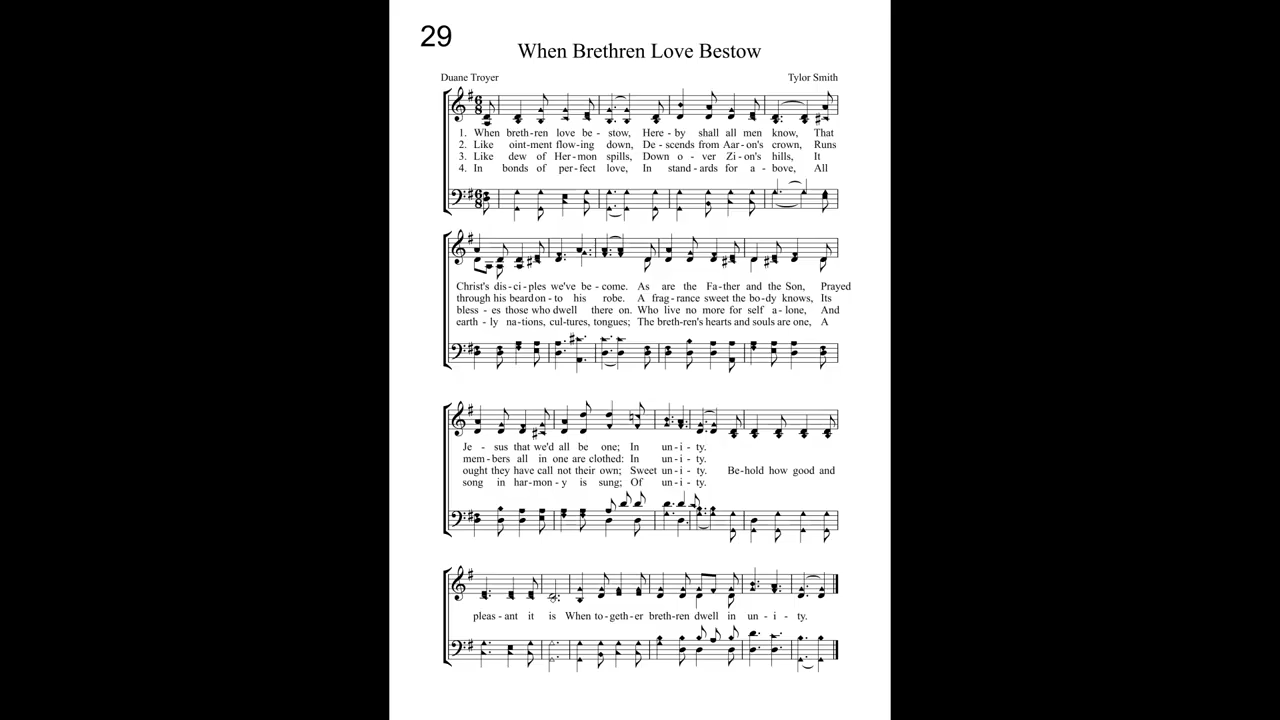 29
When Brethren Love Bestow
Duane Troyer Tylor Smith
1. When breth-ren love be - stow, Here - by shall all men know, That
2. Like oint-ment flow-ing down, De - scends from Aar-on's crown, Runs
3. Like dew of Her - mon spills, Down o - ver Zi - on's hills, It
4. In bonds of per - fect love, In stand - ards for a - bove, All
Christ's dis - ci - ples we've be - come. As are the Fa - ther and the Son, Prayed
through his beard on - to his robe. A frag - rance sweet the bo - dy knows, Its
bless - es those who dwell there on. Who live no more for self a - lone, And
earth - ly na - tions, cul - tures, tongues; The breth-ren's hearts and souls are one, A
Je - sus that we'd all be one; In un - i - ty.
mem - bers all in one are clothed: In un - i - ty.
ought they have call not their own; Sweet un - i - ty. Be-hold how good and
song in har - mon - y is sung; Of un - i - ty.
pleas - ant it is When to - geth - er breth - ren dwell in un - i - ty.